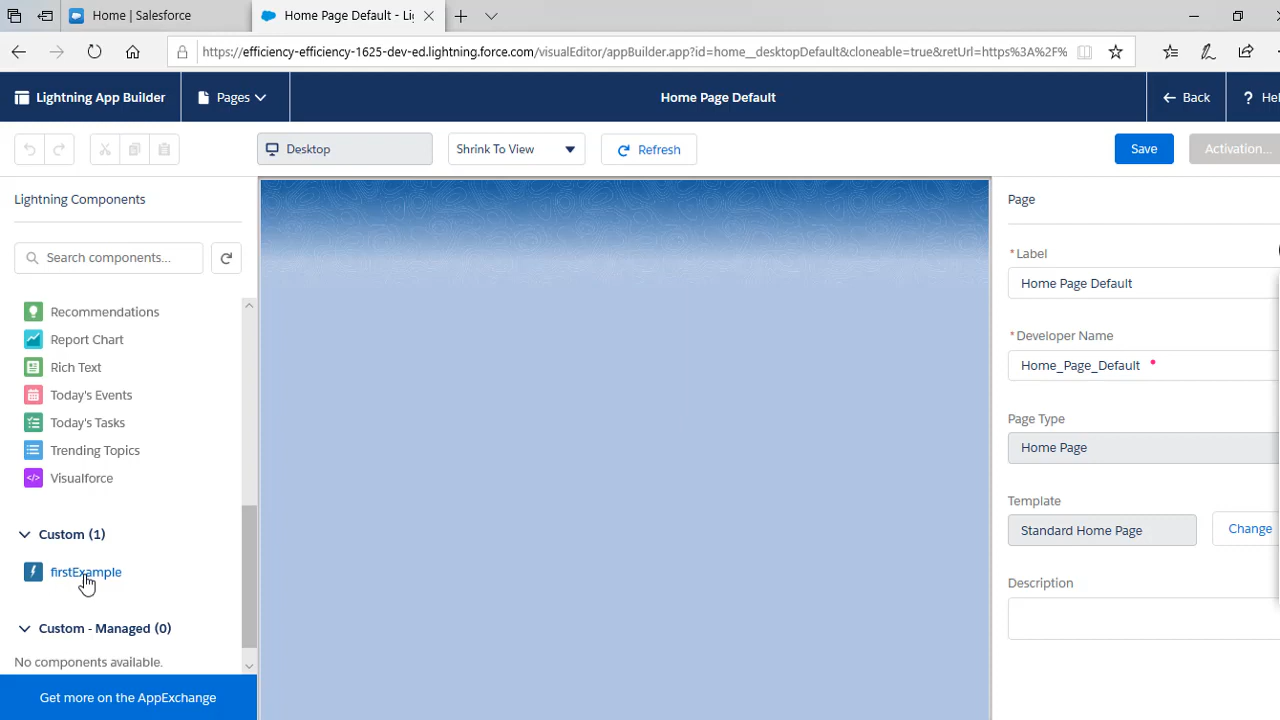 Home | Salesforce
Home Page Default - Li
https://efficiency-efficiency-1625-dev-ed.lightning.force.com/visualEditor/appBuilder.app?id=home__desktopDefault&cloneable=true&retUrl=https%3A%2F%
Lightning App Builder
Pages
Home Page Default
Back
? Hel
Desktop
Shrink To View
Refresh
Save
Activation...
Lightning Components
Search components...
Recommendations
Report Chart
Rich Text
Today's Events
Today's Tasks
Trending Topics
Visualforce
Custom (1)
firstExample
Custom - Managed (0)
No components available.
Get more on the AppExchange
Page
*Label
Home Page Default
*Developer Name
Home_Page_Default
Page Type
Home Page
Template
Standard Home Page
Change
Description